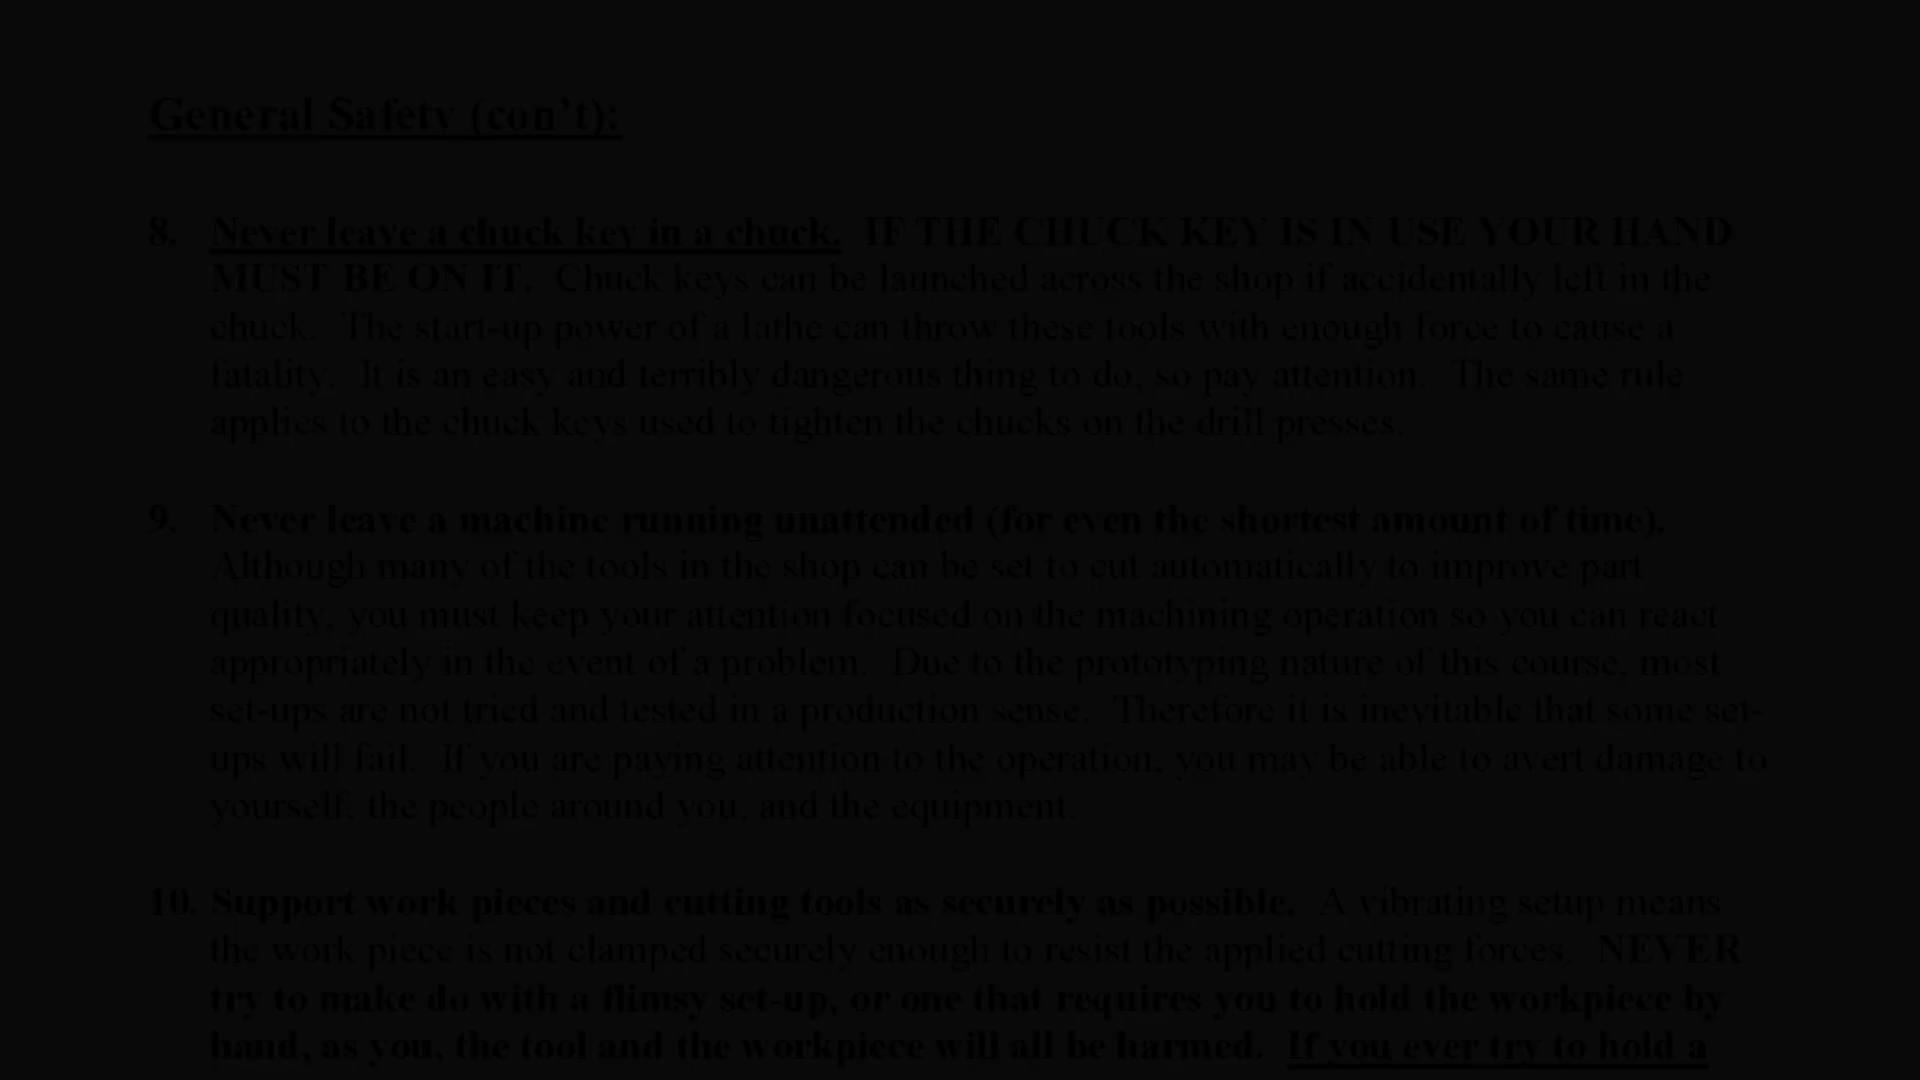 General Safety (con't):
8. Never leave a chuck key in a chuck. IF THE CHUCK KEY IS IN USE YOUR HAND
MUST BE ON IT. Chuck keys can be launched across the shop if accidentally left in the
chuck. The start-up power of a lathe can throw these tools with enough force to cause a
fatality. It is an easy and terribly dangerous thing to do, so pay attention. The same rule
applies to the chuck keys used to tighten the chucks on the drill presses.
9. Never leave a machine running unattended (for even the shortest amount of time).
Although many of the tools in the shop can be set to cut automatically to improve part
quality, you must keep your attention focused on the machining operation so you can react
appropriately in the event of a problem. Due to the prototyping nature of this course, most
set-ups are not tried and tested in a production sense. Therefore it is inevitable that some set-
ups will fail. If you are paying attention to the operation, you may be able to avert damage to
yourself, the people around you, and the equipment.
10. Support work pieces and cutting tools as securely as possible. A vibrating setup means
the work piece is not clamped securely enough to resist the applied cutting forces. NEVER
try to make do with a flimsy set-up, or one that requires you to hold the workpiece by
hand, as you, the tool and the workpiece will all be harmed. If you ever try to hold a